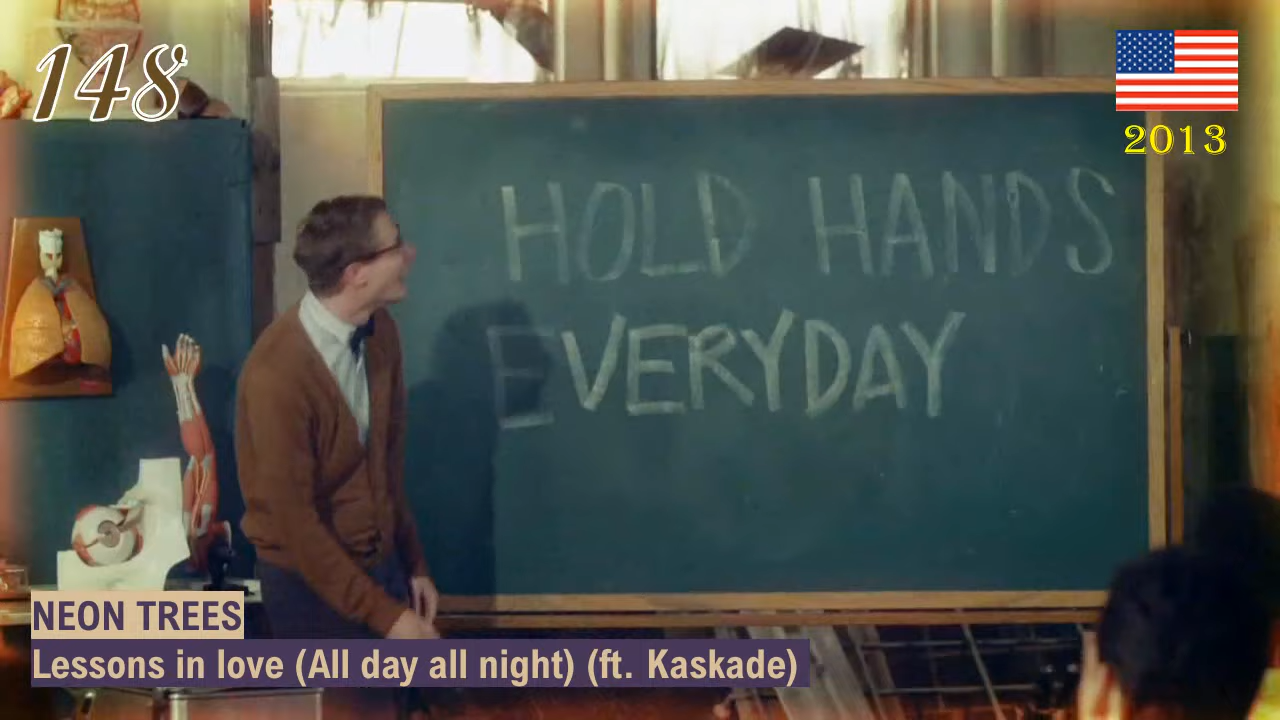 148
2013
HOLD HANDS
EVERYDAY
NEON TREES
Lessons in love (All day all night) (ft. Kaskade)